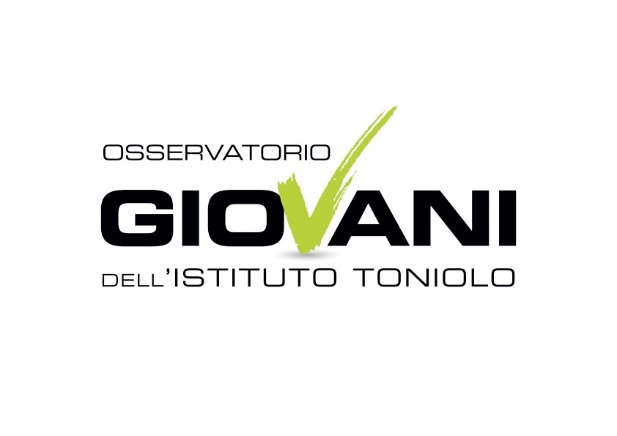 OSSERVATORIO
GIOVANI
DELL'ISTITUTO TONIOLO